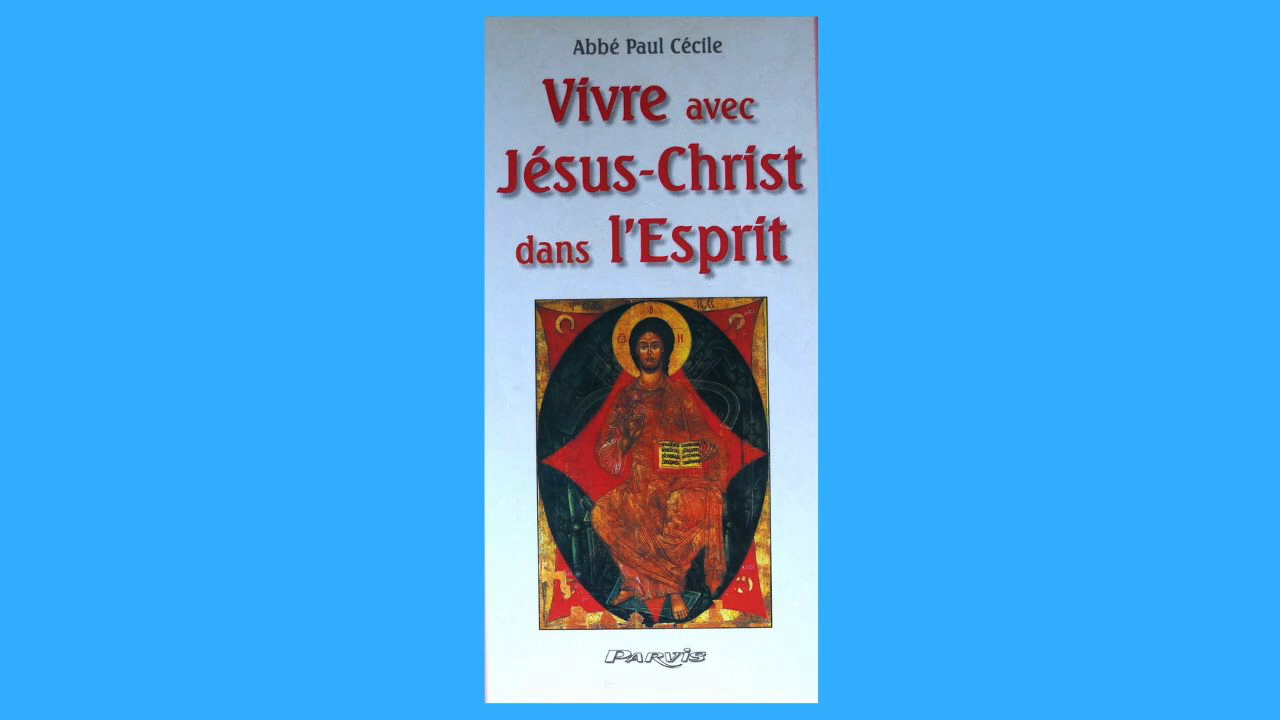 Abbé Paul Cécile
Vivre avec
Jésus-Christ
dans l'Esprit
PARVIS